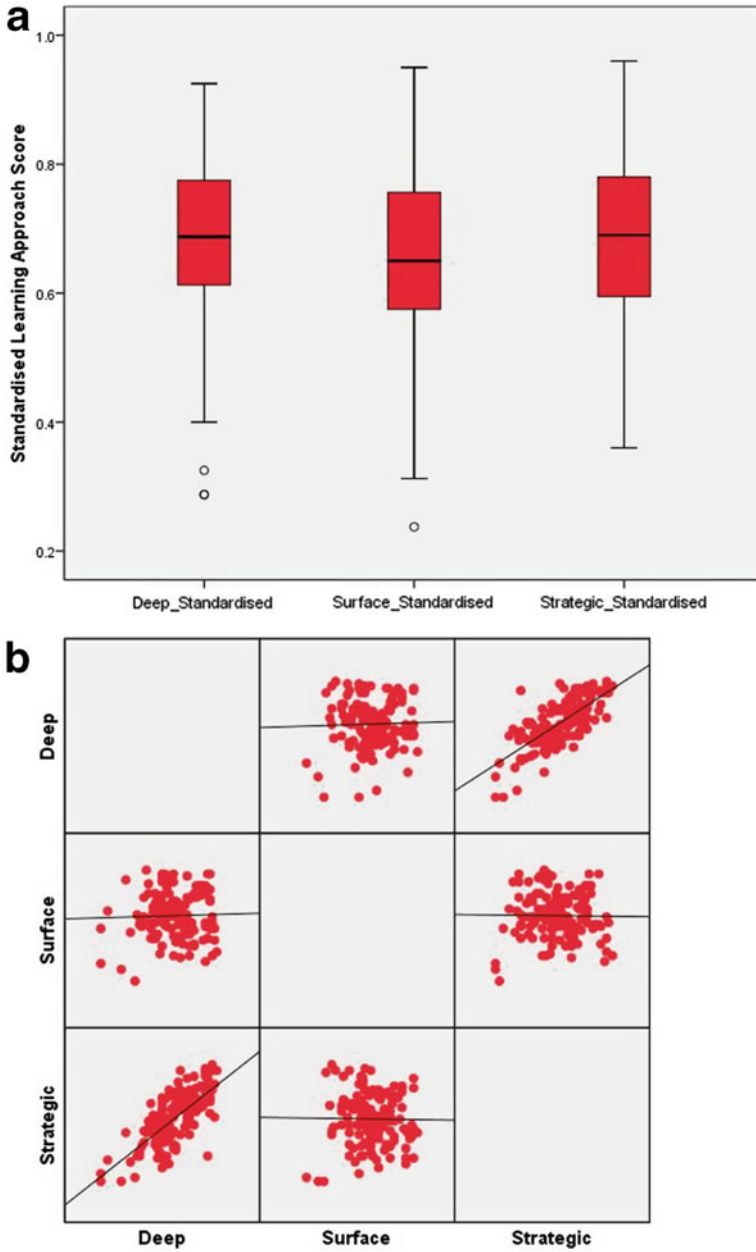 a
Standardised Learning Approach Score
1.0
0.8
0.6
0.4
0.2
Deep_Standardised Surface_Standardised Strategic_Standardised
b
Deep
Surface
Strategic
Deep Surface Strategic